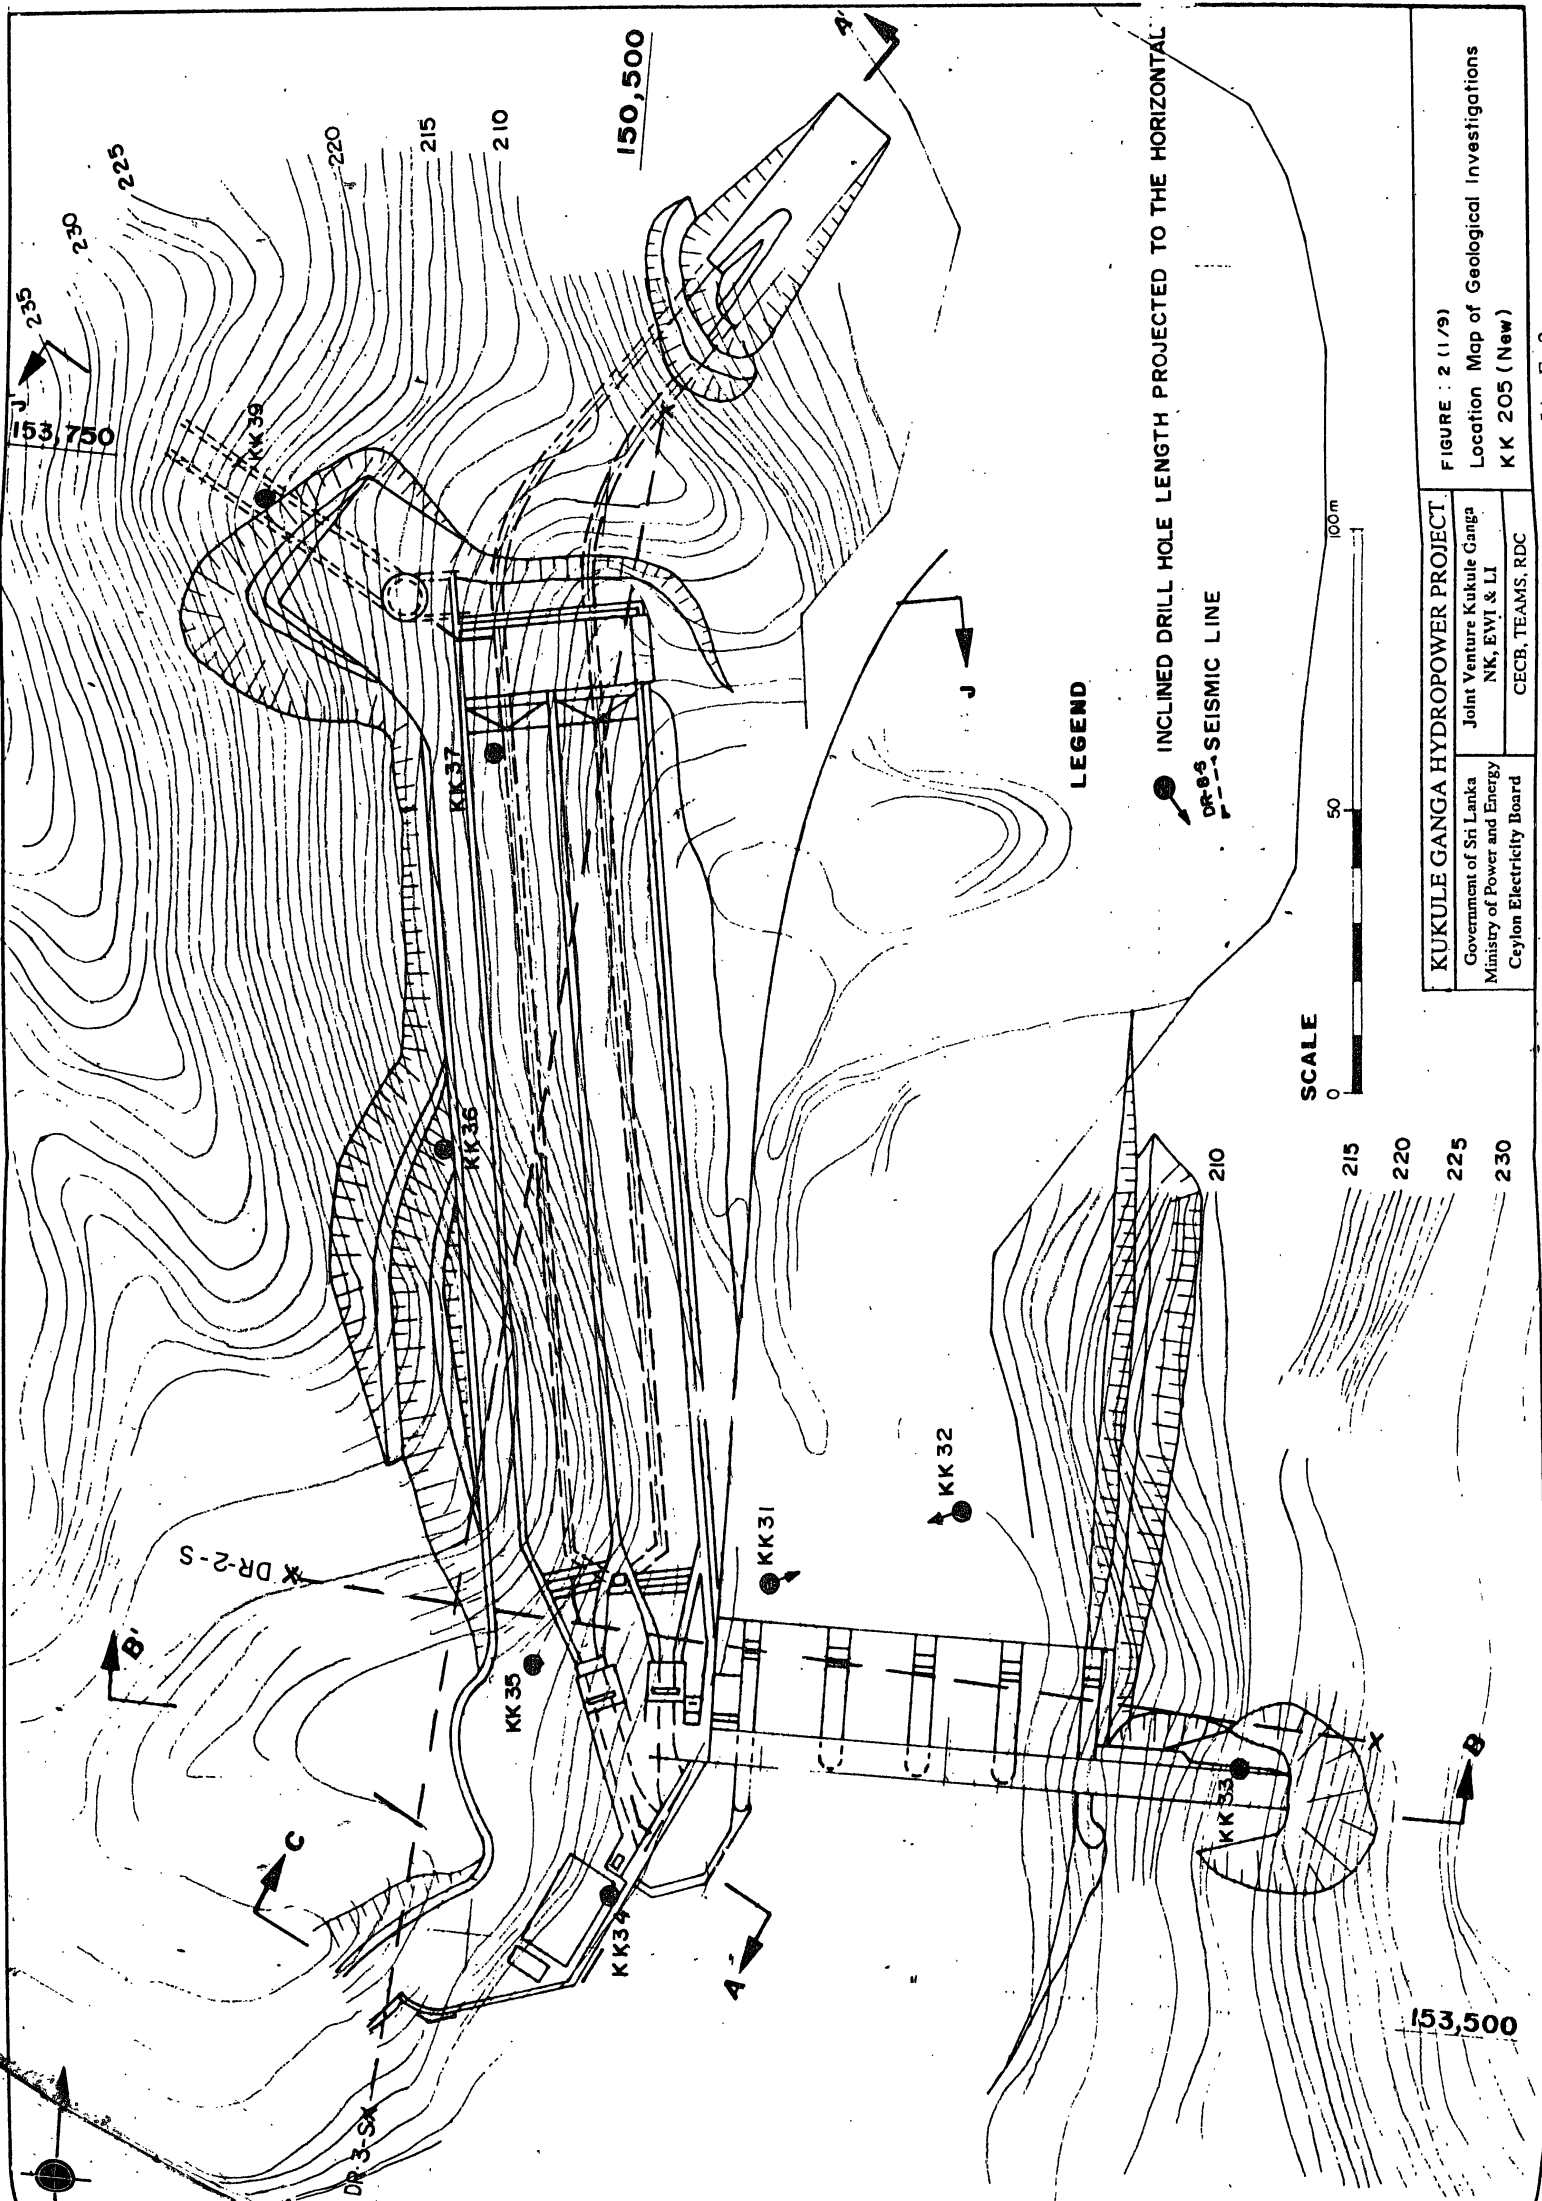 J'
153,750
235
230
225
220
215
210
150,500
A'
KK39
KK37
KK36
J
LEGEND
INCLINED DRILL HOLE LENGTH PROJECTED TO THE HORIZONTAL
DR-8-S
SEISMIC LINE
SCALE
0
50
100m
DR-2-S
B'
KK35
KK31
KK32
C
KK34
A
KK33
B
DR-3-S
210
215
220
225
230
153,500
KUKULE GANGA HYDROPOWER PROJECT
Government of Sri Lanka
Ministry of Power and Energy
Ceylon Electricity Board
Joint Venture Kukule Ganga
NK, EWI & LI
CECB, TEAMS, RDC
FIGURE : 2 (1/9)
Location Map of Geological Investigations
KK 205 (New)